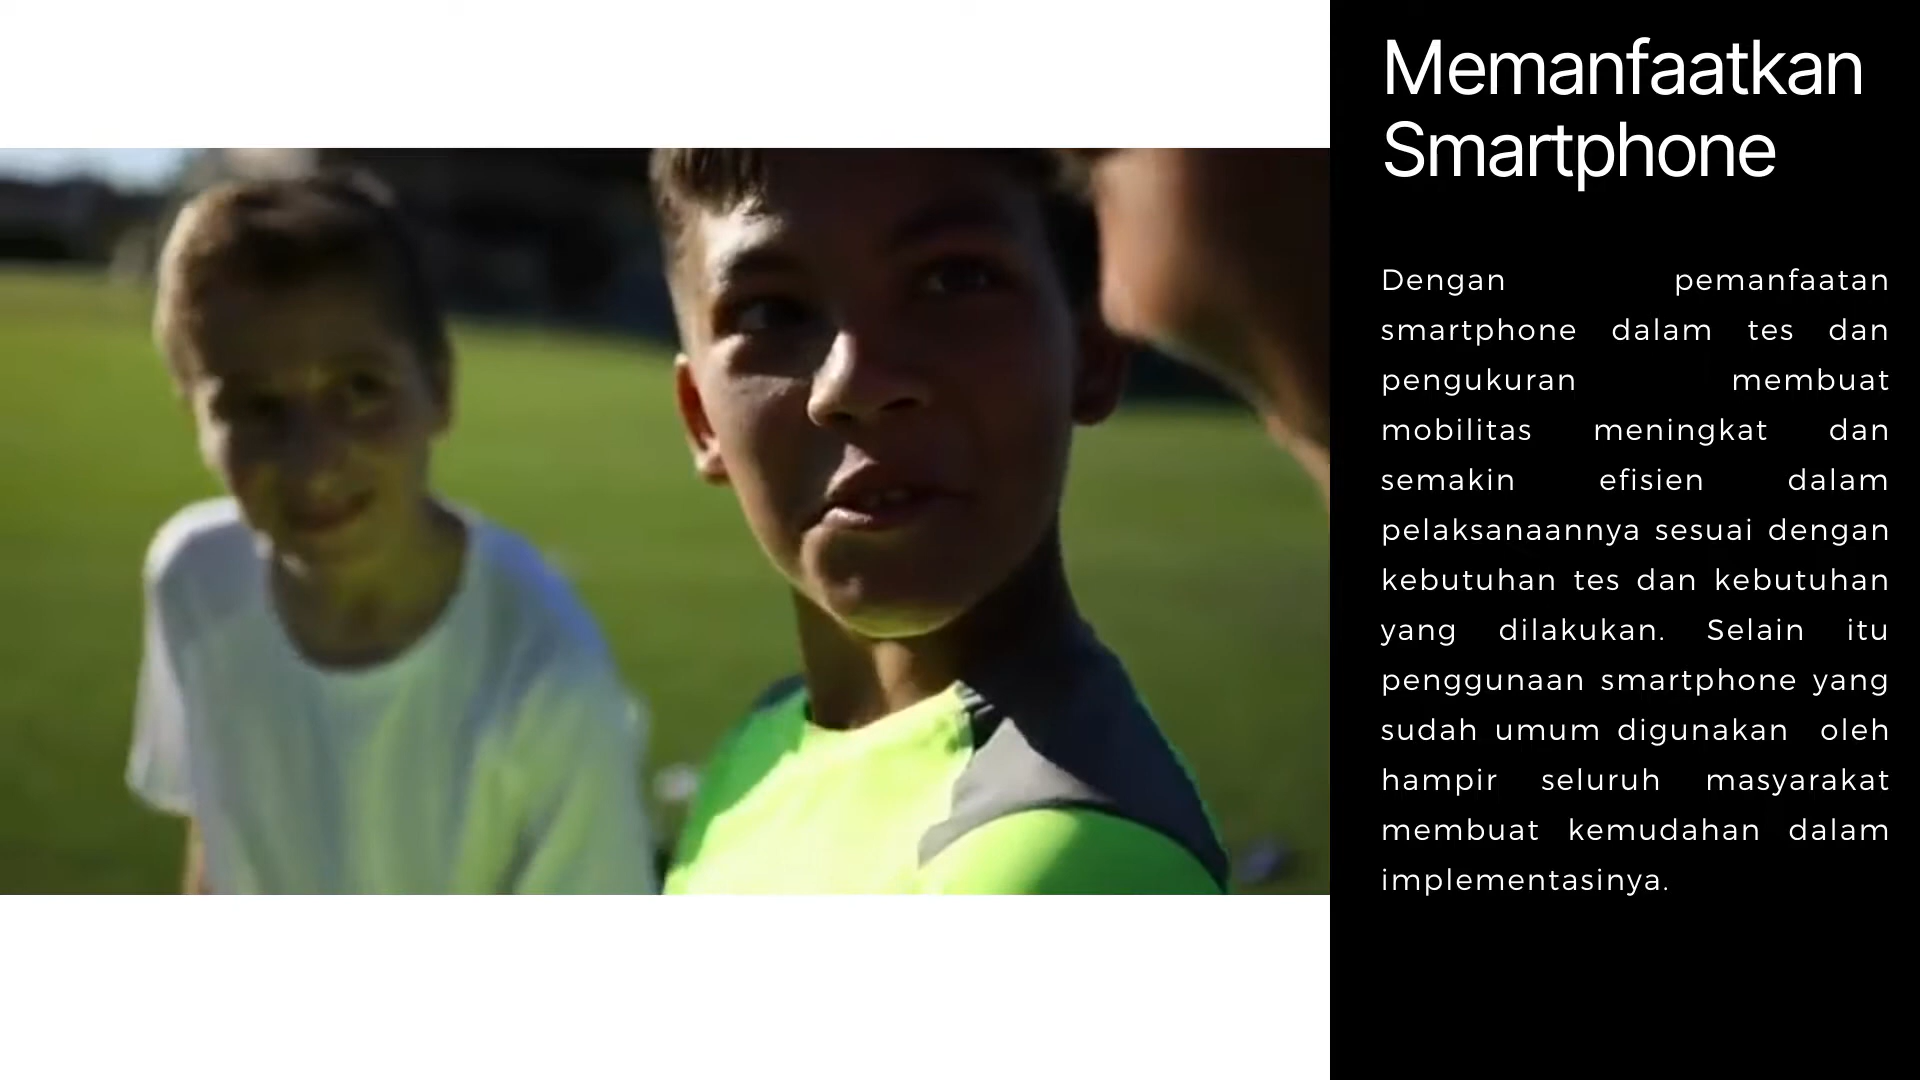 Memanfaatkan
Smartphone
Dengan pemanfaatan
smartphone dalam tes dan
pengukuran membuat
mobilitas meningkat dan
semakin efisien dalam
pelaksanaannya sesuai dengan
kebutuhan tes dan kebutuhan
yang dilakukan. Selain itu
penggunaan smartphone yang
sudah umum digunakan oleh
hampir seluruh masyarakat
membuat kemudahan dalam
implementasinya.